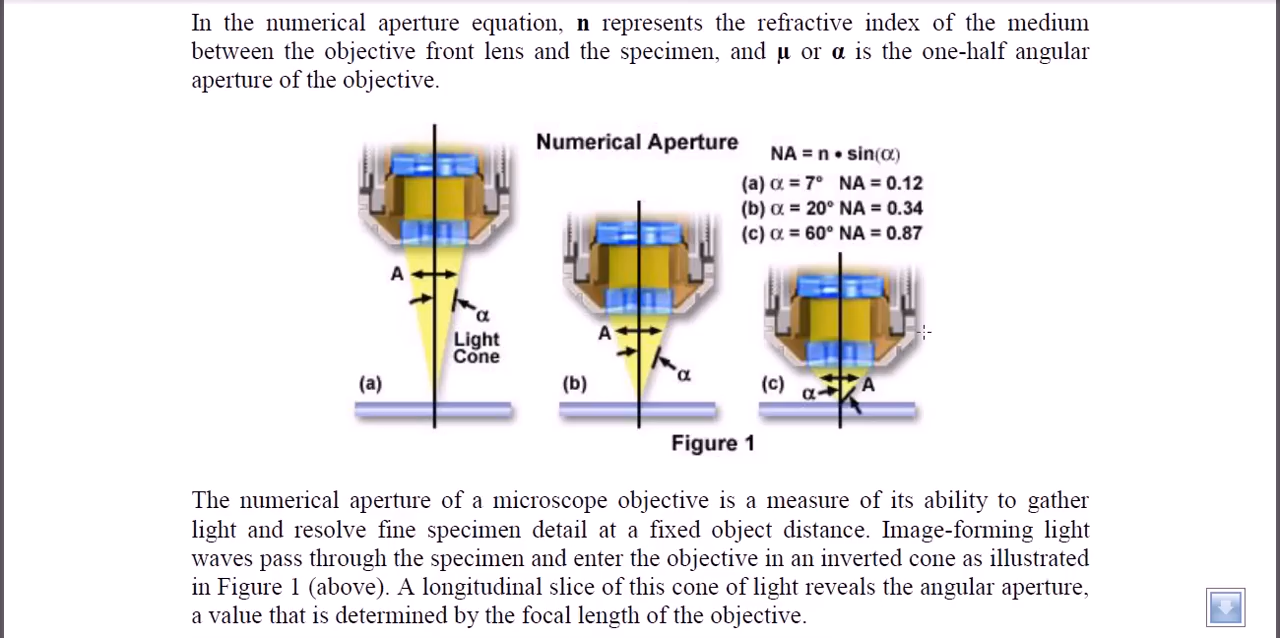 In the numerical aperture equation, n represents the refractive index of the medium
between the objective front lens and the specimen, and μ or α is the one-half angular
aperture of the objective.
Numerical Aperture
NA = n • sin(α)
(a) α = 7° NA = 0.12
(b) α = 20° NA = 0.34
(c) α = 60° NA = 0.87
A
α
Light
Cone
(a)
A
α
(b)
A
α
(c)
Figure 1
The numerical aperture of a microscope objective is a measure of its ability to gather
light and resolve fine specimen detail at a fixed object distance. Image-forming light
waves pass through the specimen and enter the objective in an inverted cone as illustrated
in Figure 1 (above). A longitudinal slice of this cone of light reveals the angular aperture,
a value that is determined by the focal length of the objective.